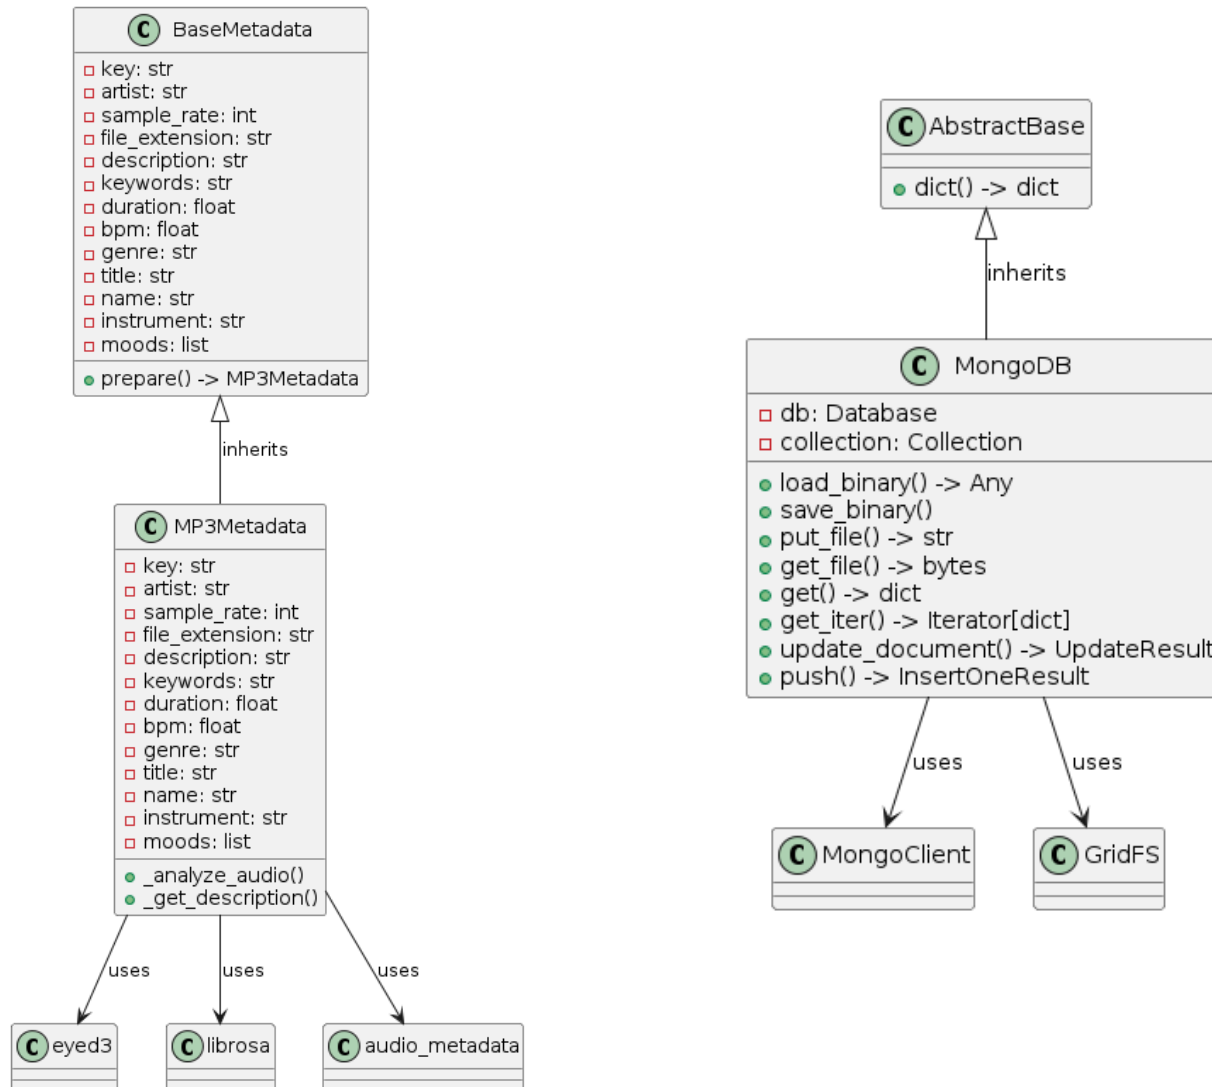 C BaseMetadata
key: str
artist: str
sample_rate: int
file_extension: str
description: str
keywords: str
duration: float
bpm: float
genre: str
title: str
name: str
instrument: str
moods: list
prepare() -> MP3Metadata
inherits
C MP3Metadata
key: str
artist: str
sample_rate: int
file_extension: str
description: str
keywords: str
duration: float
bpm: float
genre: str
title: str
name: str
instrument: str
moods: list
_analyze_audio()
_get_description()
uses
uses
uses
C eyed3
C librosa
C audio_metadata
C AbstractBase
dict() -> dict
inherits
C MongoDB
db: Database
collection: Collection
load_binary() -> Any
save_binary()
put_file() -> str
get_file() -> bytes
get() -> dict
get_iter() -> Iterator[dict]
update_document() -> UpdateResult
push() -> InsertOneResult
uses
uses
C MongoClient
C GridFS